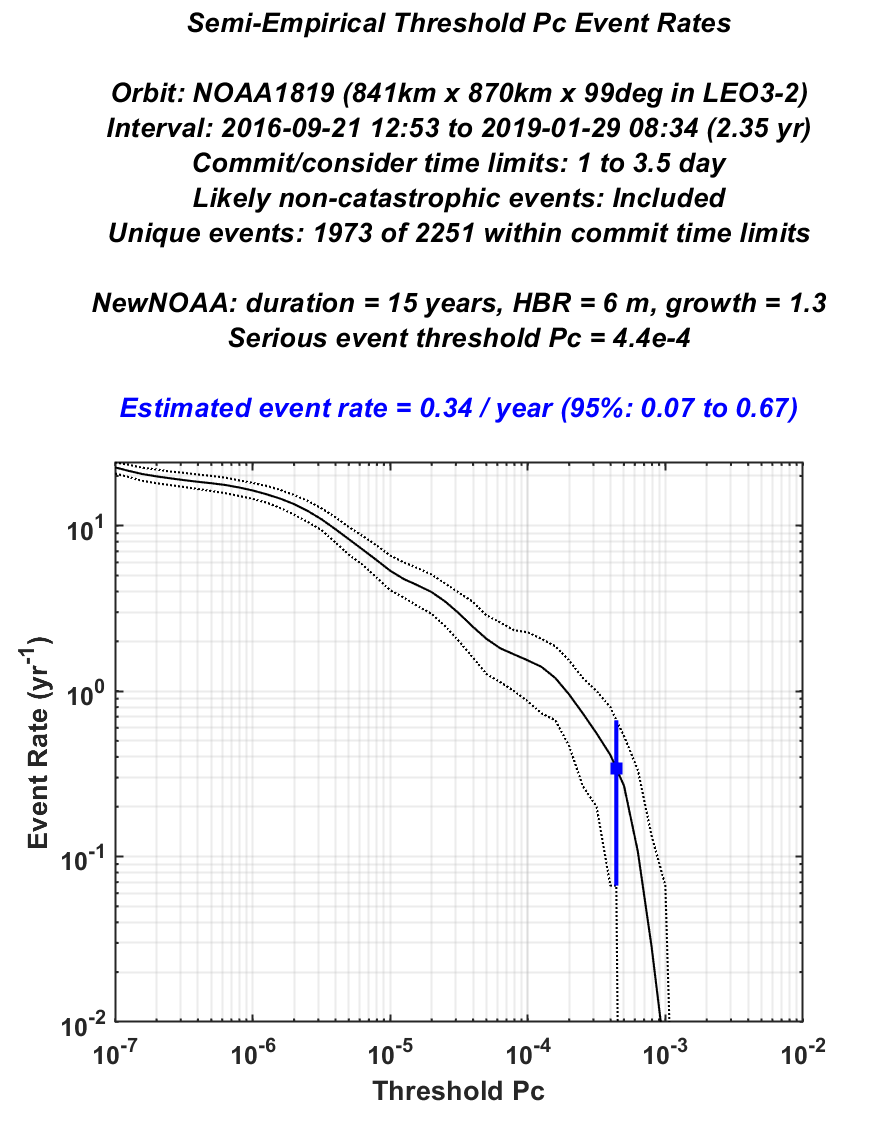 Semi-Empirical Threshold Pc Event Rates
Orbit: NOAA1819 (841km x 870km x 99deg in LEO3-2)
Interval: 2016-09-21 12:53 to 2019-01-29 08:34 (2.35 yr)
Commit/consider time limits: 1 to 3.5 day
Likely non-catastrophic events: Included
Unique events: 1973 of 2251 within commit time limits
NewNOAA: duration = 15 years, HBR = 6 m, growth = 1.3
Serious event threshold Pc = 4.4e-4
Estimated event rate = 0.34 / year (95%: 0.07 to 0.67)
Event Rate (yr⁻¹)
10¹
10⁰
10⁻¹
10⁻²
10⁻⁷ 10⁻⁶ 10⁻⁵ 10⁻⁴ 10⁻³ 10⁻²
Threshold Pc